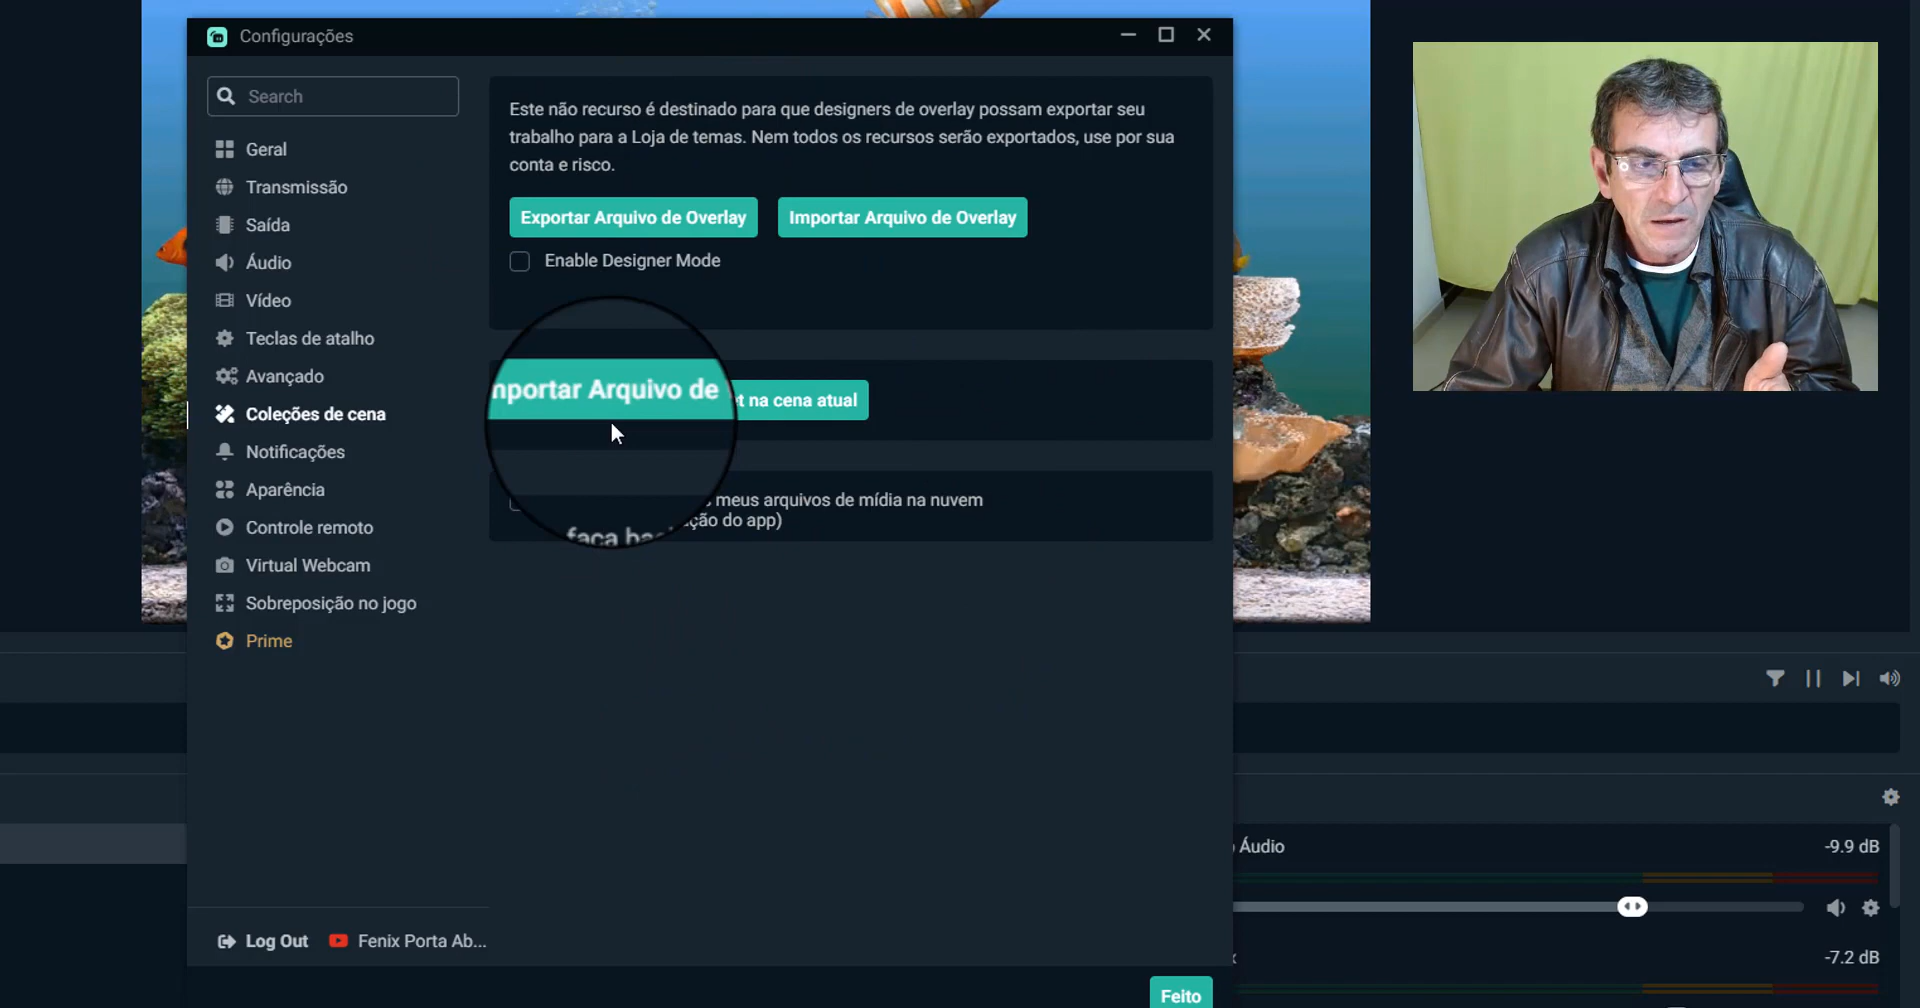 Configurações
Search
Geral
Transmissão
Saída
Áudio
Vídeo
Teclas de atalho
Avançado
Coleções de cena
Notificações
Aparência
Controle remoto
Virtual Webcam
Sobreposição no jogo
Prime
Log Out
Fenix Porta Ab...
Este não recurso é destinado para que designers de overlay possam exportar seu
trabalho para a Loja de temas. Nem todos os recursos serão exportados, use por sua
conta e risco.
Exportar Arquivo de Overlay
Importar Arquivo de Overlay
Enable Designer Mode
mportar Arquivo de
t na cena atual
meus arquivos de mídia na nuvem
faça
ação do app)
Feito
Áudio
-9.9 dB
-7.2 dB